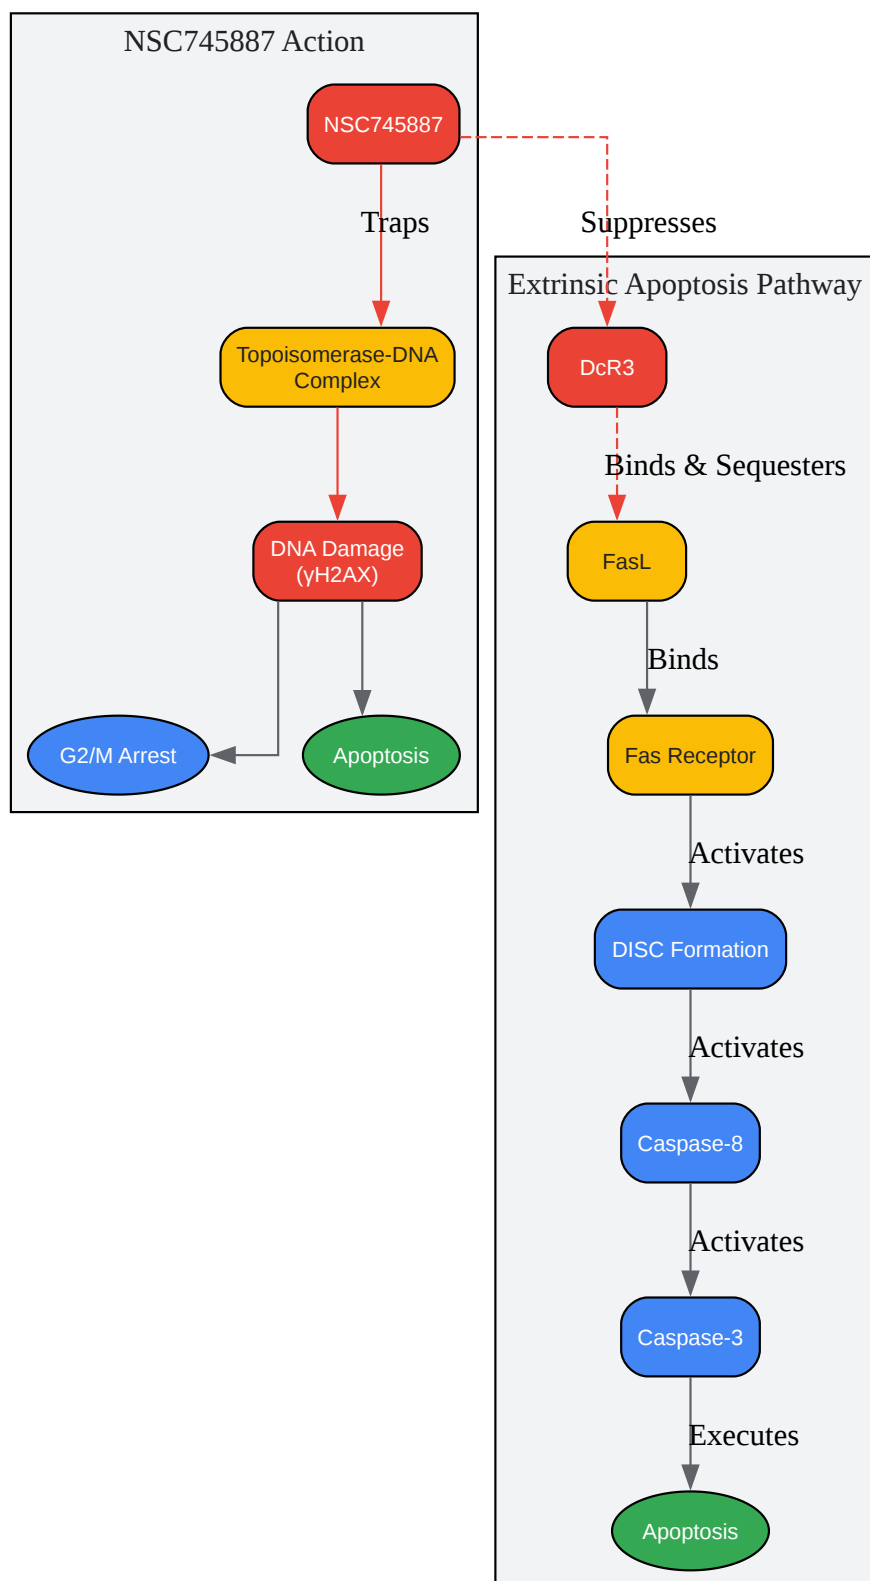 NSC745887 Action
NSC745887
Traps
Suppresses
Extrinsic Apoptosis Pathway
Topoisomerase-DNA
Complex
DcR3
Binds & Sequesters
DNA Damage
(γH2AX)
FasL
Binds
G2/M Arrest
Apoptosis
Fas Receptor
Activates
DISC Formation
Activates
Caspase-8
Activates
Caspase-3
Executes
Apoptosis